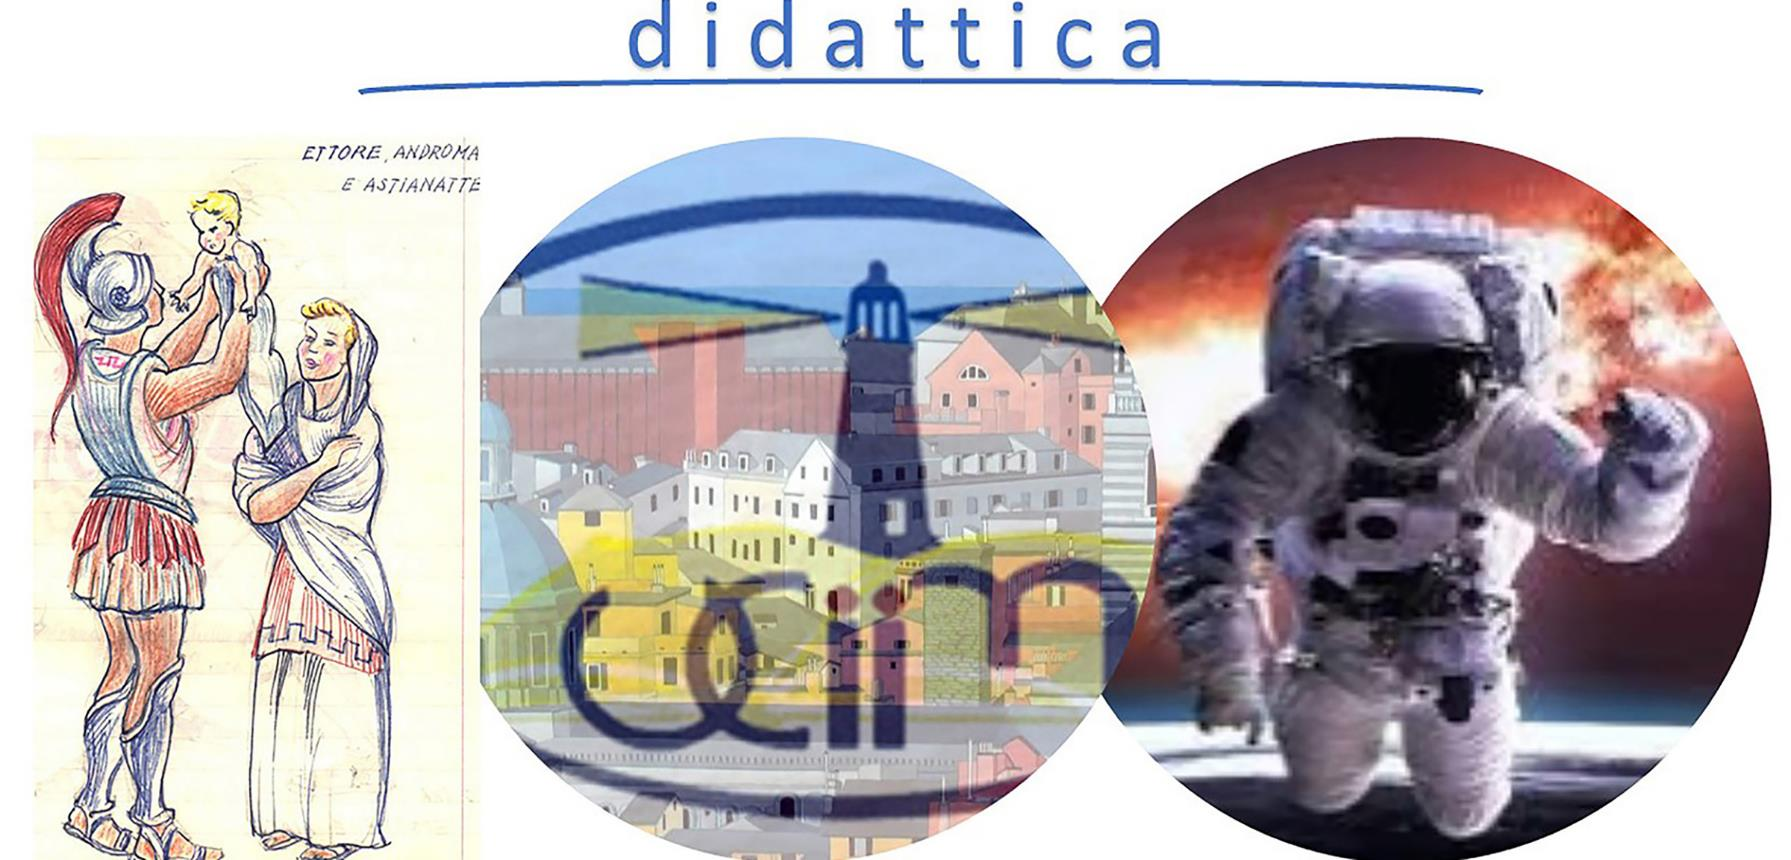 didattica
ETTORE, ANDROMA
E ASTIANATTE